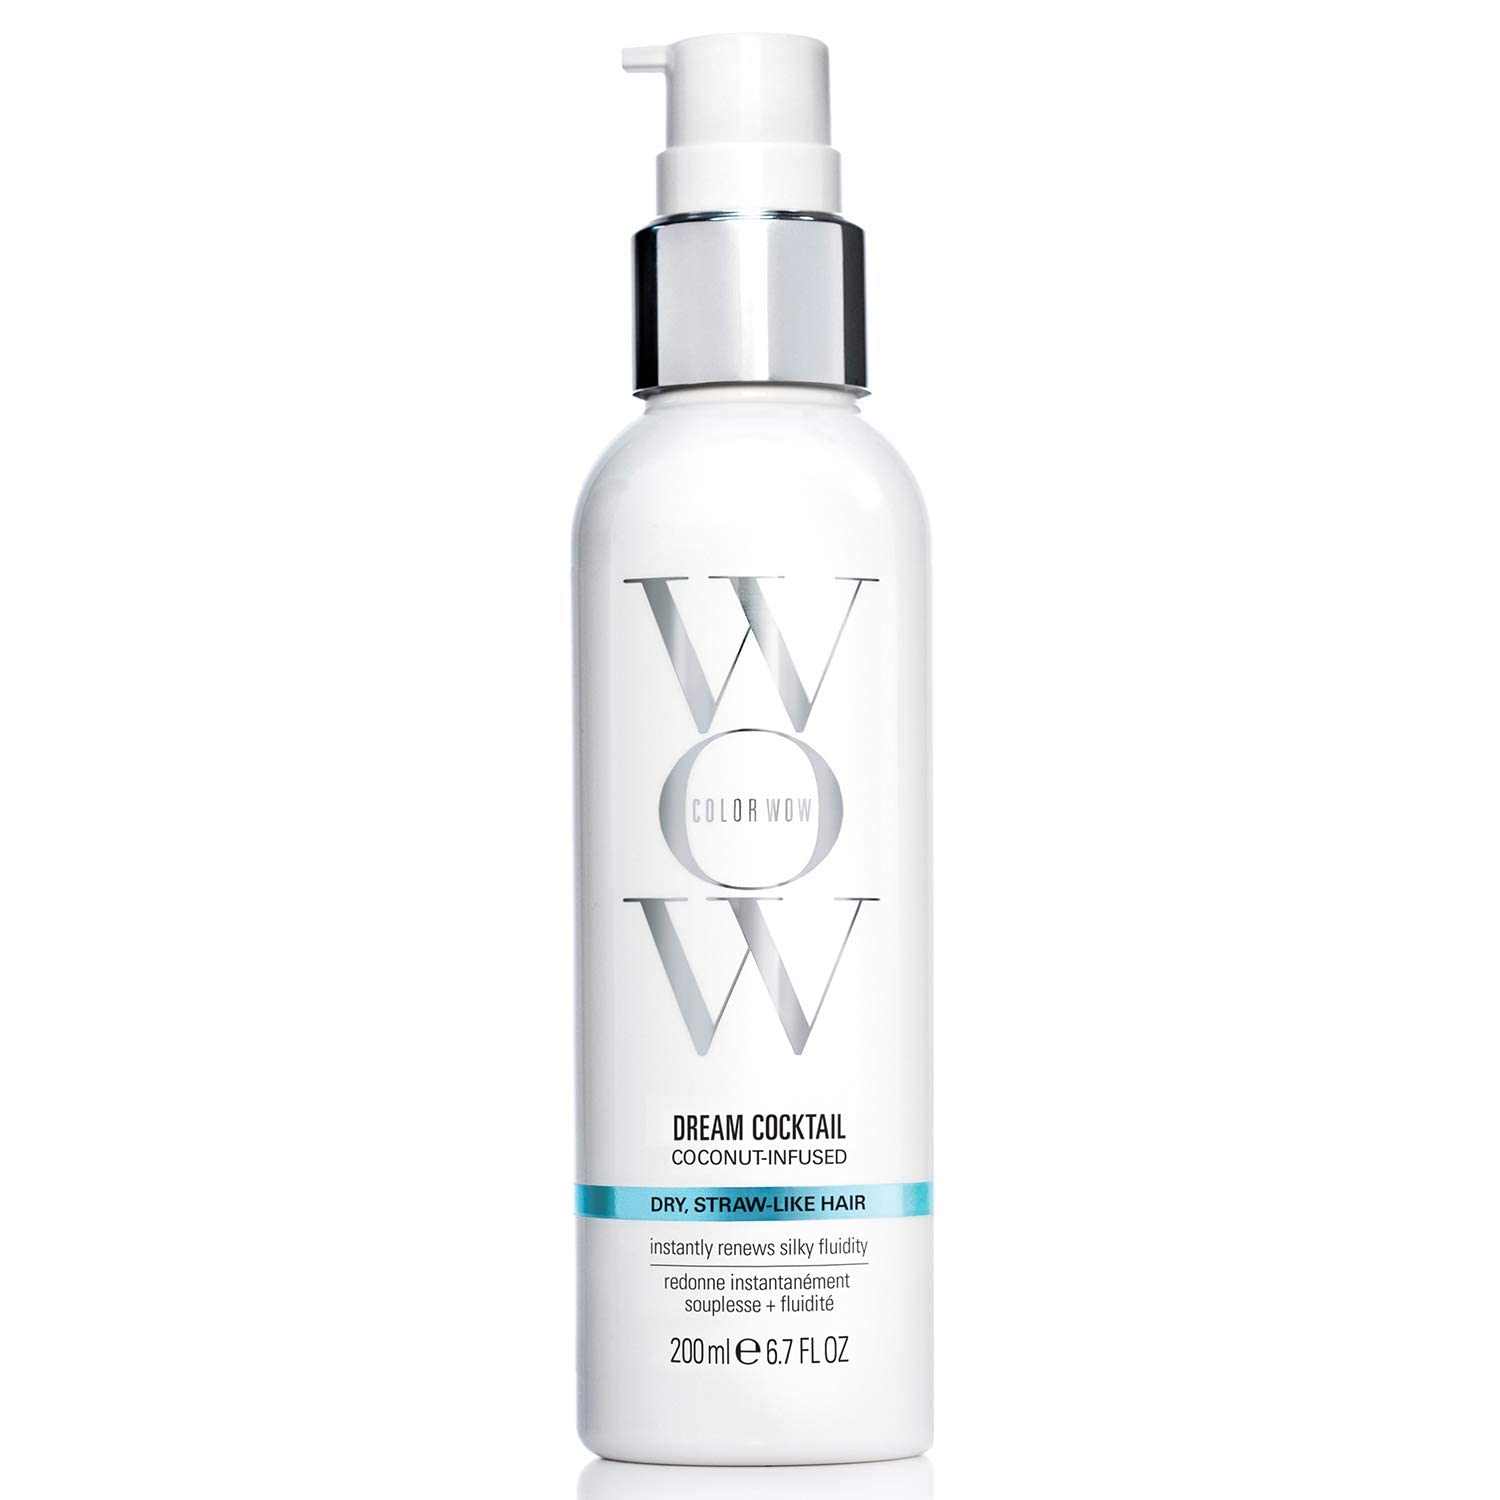 W
COLOR WOW
O
W
DREAM COCKTAIL
COCONUT-INFUSED
DRY, STRAW-LIKE HAIR
instantly renews silky fluidity
redonne instantanément
souplesse + fluidité
200 ml ℮ 6.7 FL OZ